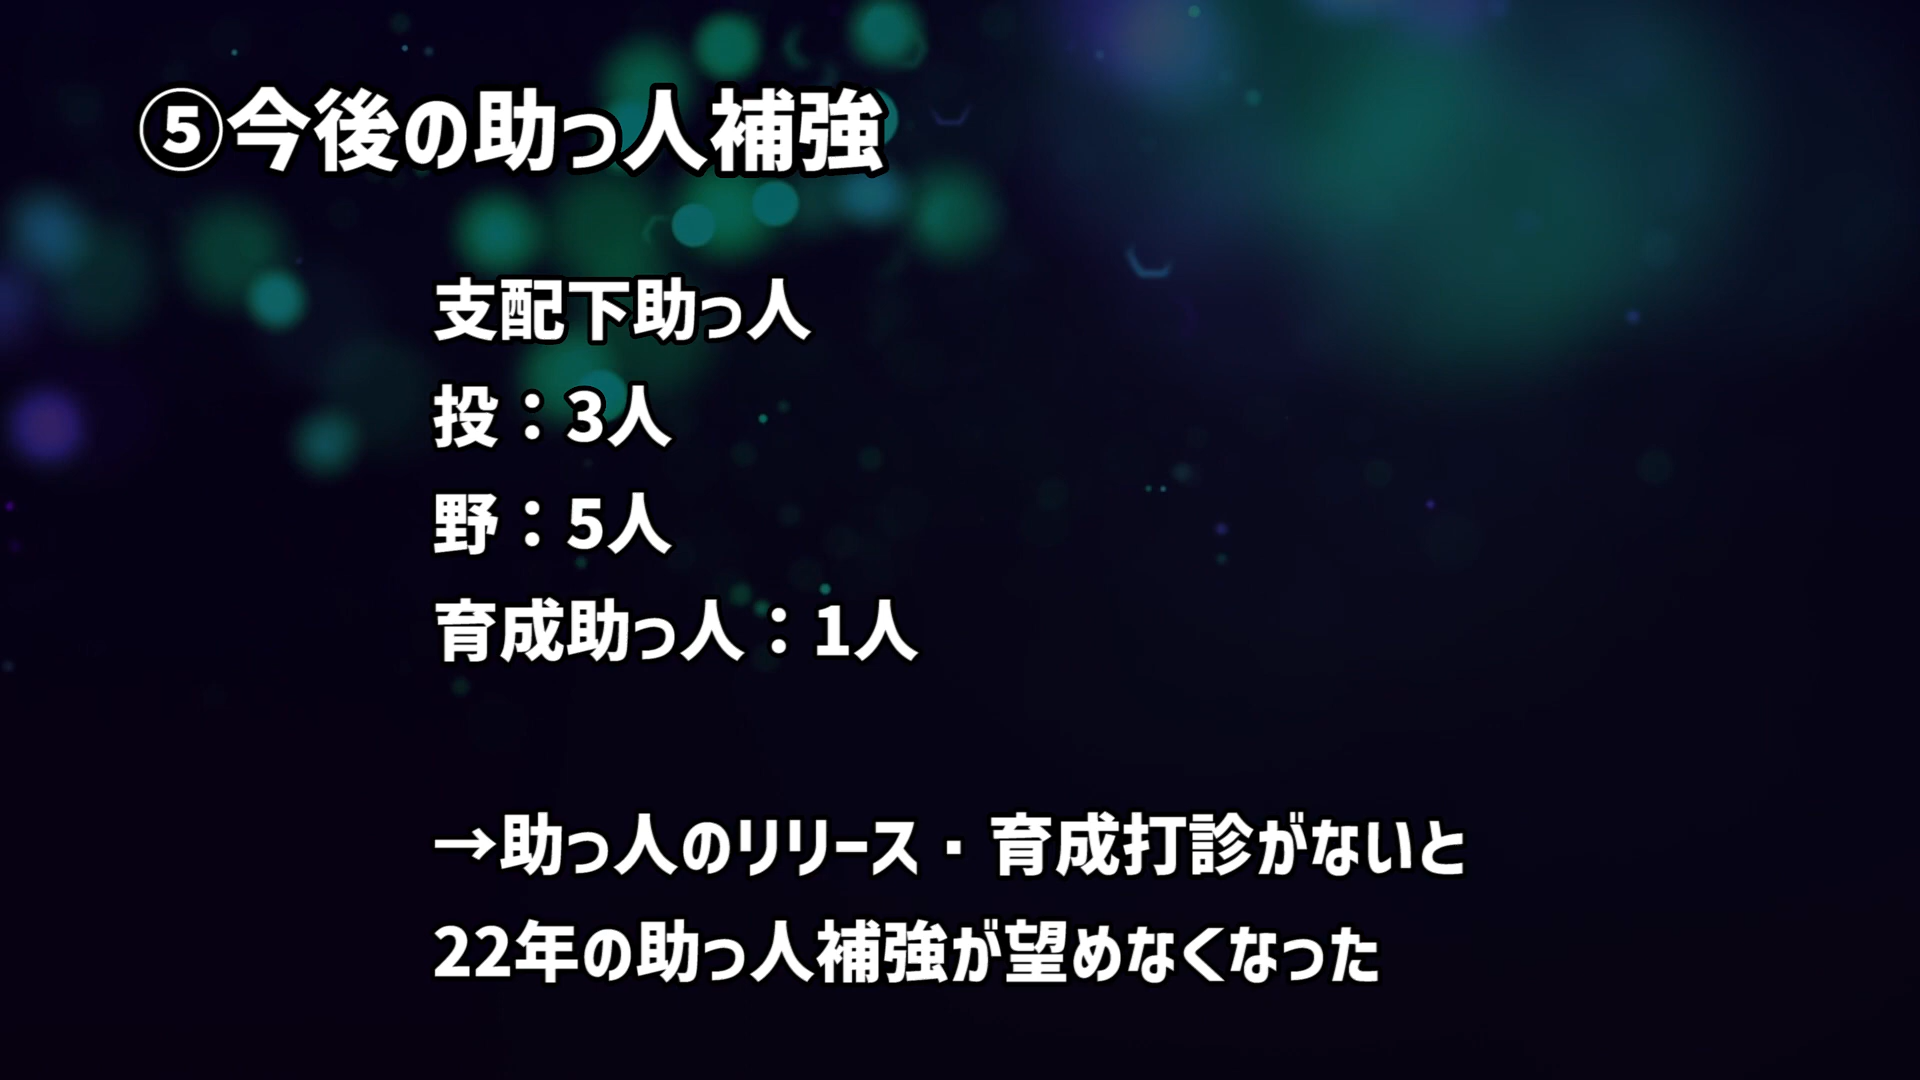 ⑤今後の助っ人補強
支配下助っ人
投：3人
野：5人
育成助っ人：1人
→助っ人のリリース・育成打診がないと
22年の助っ人補強が望めなくなった